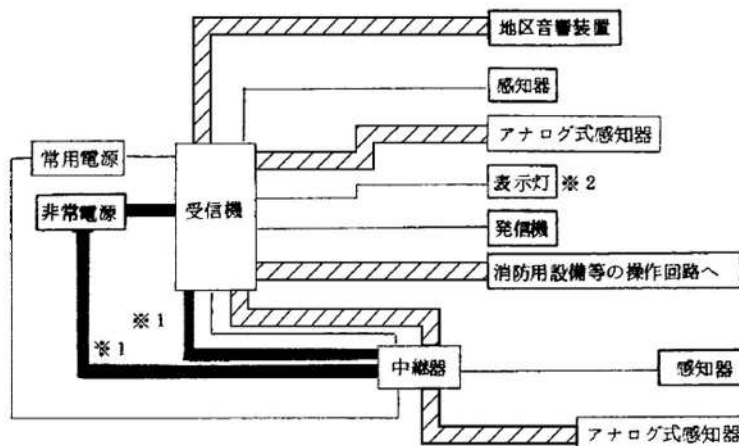 地区音響装置
感知器
アナログ式感知器
常用電源
受信機
表示灯 ※2
非常電源
発信機
消防用設備等の操作回路へ
※1
※1
中継器
感知器
アナログ式感知器